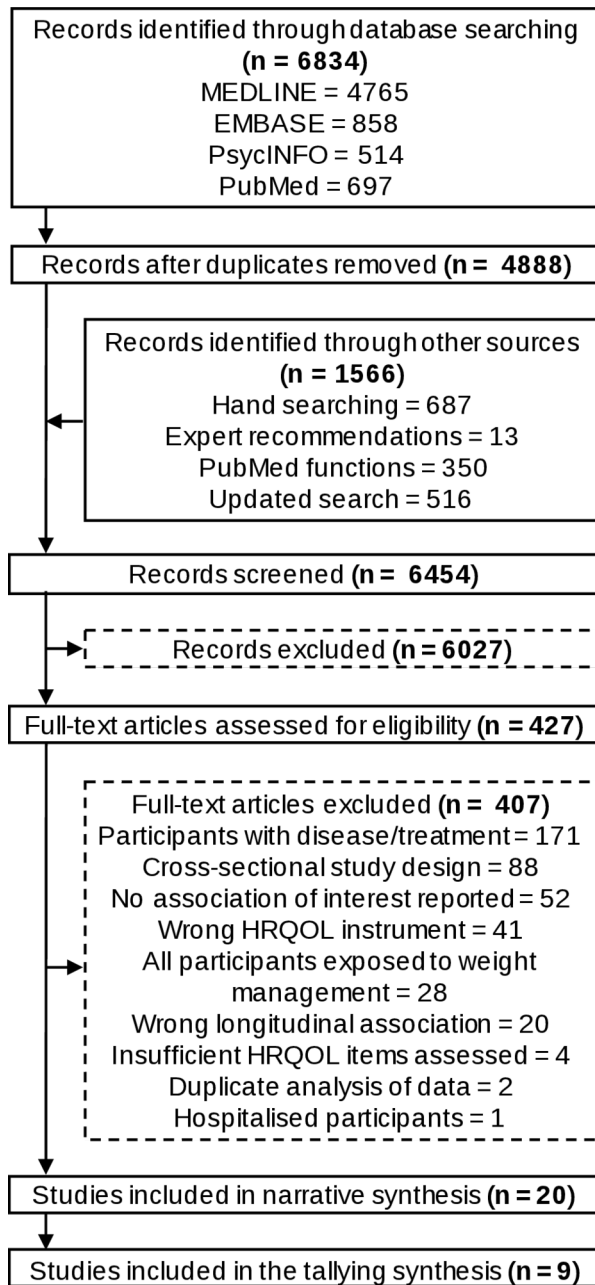 Records identified through database searching
(n = 6834)
MEDLINE = 4765
EMBASE = 858
PsycINFO = 514
PubMed = 697
Records after duplicates removed (n = 4888)
Records identified through other sources
(n = 1566)
Hand searching = 687
Expert recommendations = 13
PubMed functions = 350
Updated search = 516
Records screened (n = 6454)
Records excluded (n = 6027)
Full-text articles assessed for eligibility (n = 427)
Full-text articles excluded (n = 407)
Participants with disease/treatment = 171
Cross-sectional study design = 88
No association of interest reported = 52
Wrong HRQOL instrument = 41
All participants exposed to weight
management = 28
Wrong longitudinal association = 20
Insufficient HRQOL items assessed = 4
Duplicate analysis of data = 2
Hospitalised participants = 1
Studies included in narrative synthesis (n = 20)
Studies included in the tallying synthesis (n = 9)